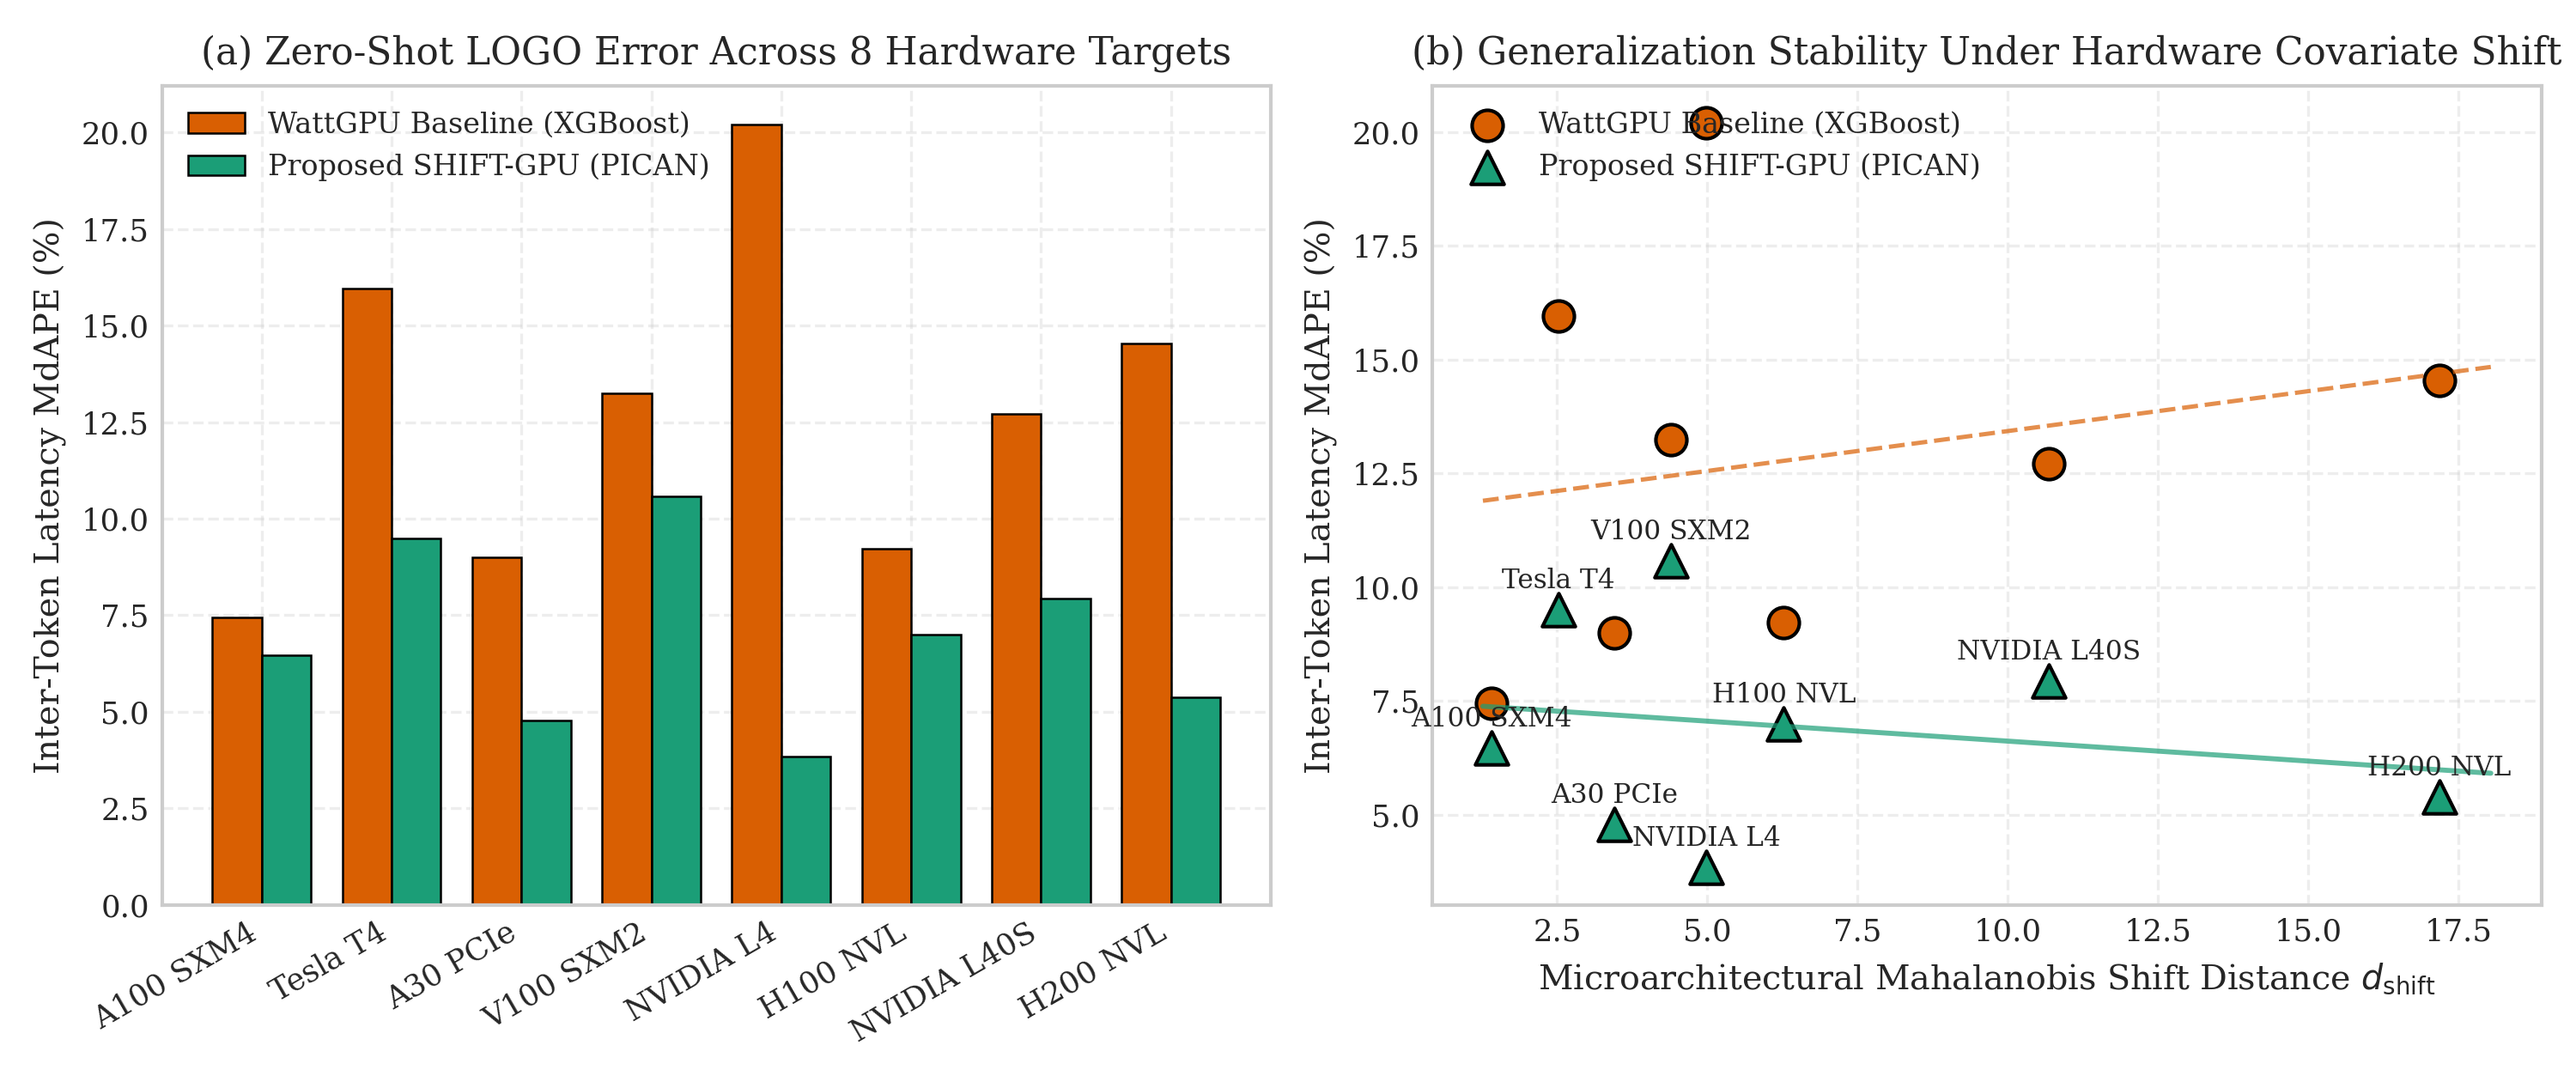 (a) Zero-Shot LOGO Error Across 8 Hardware Targets
WattGPU Baseline (XGBoost)
Proposed SHIFT-GPU (PICAN)
Inter-Token Latency MdAPE (%)
20.0
17.5
15.0
12.5
10.0
7.5
5.0
2.5
0.0
A100 SXM4
Tesla T4
A30 PCIe
V100 SXM2
NVIDIA L4
H100 NVL
NVIDIA L40S
H200 NVL
(b) Generalization Stability Under Hardware Covariate Shift
WattGPU Baseline (XGBoost)
Proposed SHIFT-GPU (PICAN)
Inter-Token Latency MdAPE (%)
20.0
17.5
15.0
12.5
10.0
7.5
5.0
V100 SXM2
Tesla T4
NVIDIA L40S
H100 NVL
A100 SXM4
H200 NVL
A30 PCIe
NVIDIA L4
2.5
5.0
7.5
10.0
12.5
15.0
17.5
Microarchitectural Mahalanobis Shift Distance d_shift